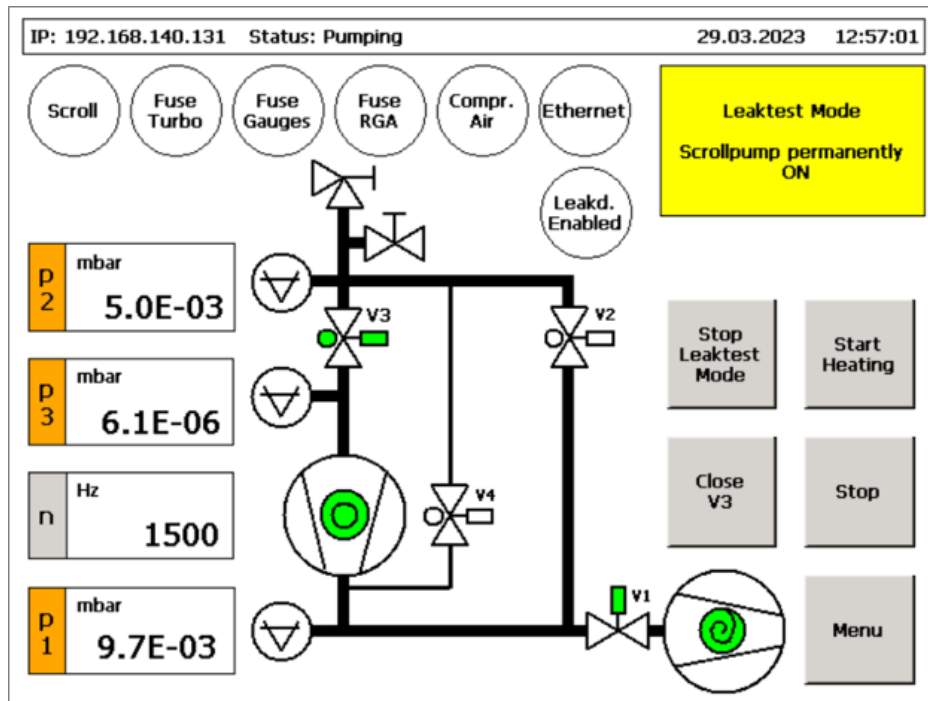 IP: 192.168.140.131 Status: Pumping 29.03.2023 12:57:01
Scroll
Fuse
Turbo
Fuse
Gauges
Fuse
RGA
Compr.
Air
Ethernet
Leakd.
Enabled
Leaktest Mode
Scrollpump permanently
ON
p
2
mbar
5.0E-03
p
3
mbar
6.1E-06
n
Hz
1500
p
1
mbar
9.7E-03
V3
V2
V4
V1
Stop
Leaktest
Mode
Start
Heating
Close
V3
Stop
Menu